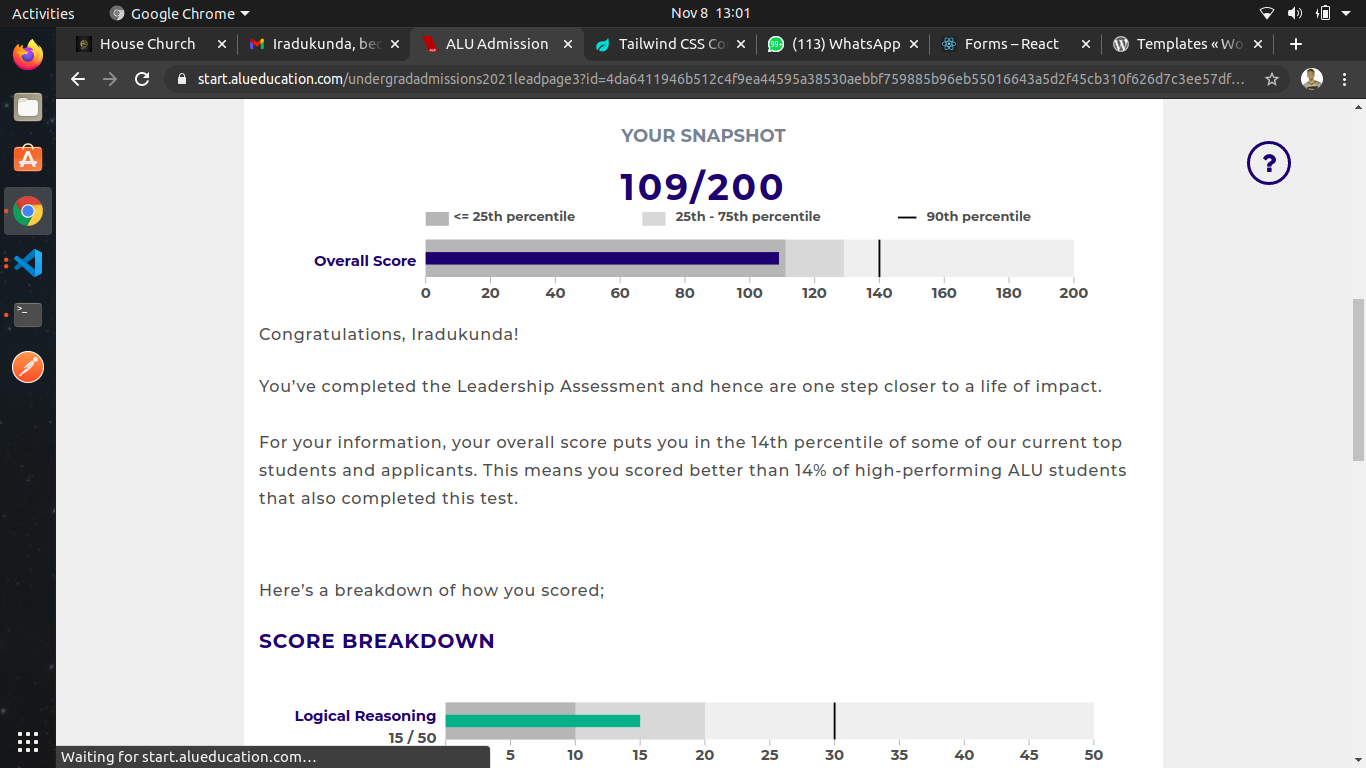 Activities
Google Chrome
Nov 8 13:01
House Church
Iradukunda, bec
ALU Admission
Tailwind CSS Co
99+
(113) WhatsApp
Forms – React
Templates « Wo
start.alueducation.com/undergradadmissions2021leadpage3?id=4da6411946b512c4f9ea44595a38530aebbf759885b96eb55016643a5d2f45cb310f626d7c3ee57df…
YOUR SNAPSHOT
?
109/200
<= 25th percentile
25th - 75th percentile
90th percentile
Overall Score
0 20 40 60 80 100 120 140 160 180 200
Congratulations, Iradukunda!
You’ve completed the Leadership Assessment and hence are one step closer to a life of impact.
For your information, your overall score puts you in the 14th percentile of some of our current top
students and applicants. This means you scored better than 14% of high-performing ALU students
that also completed this test.
Here’s a breakdown of how you scored;
SCORE BREAKDOWN
Logical Reasoning
15 / 50
5 10 15 20 25 30 35 40 45 50
Waiting for start.alueducation.com…